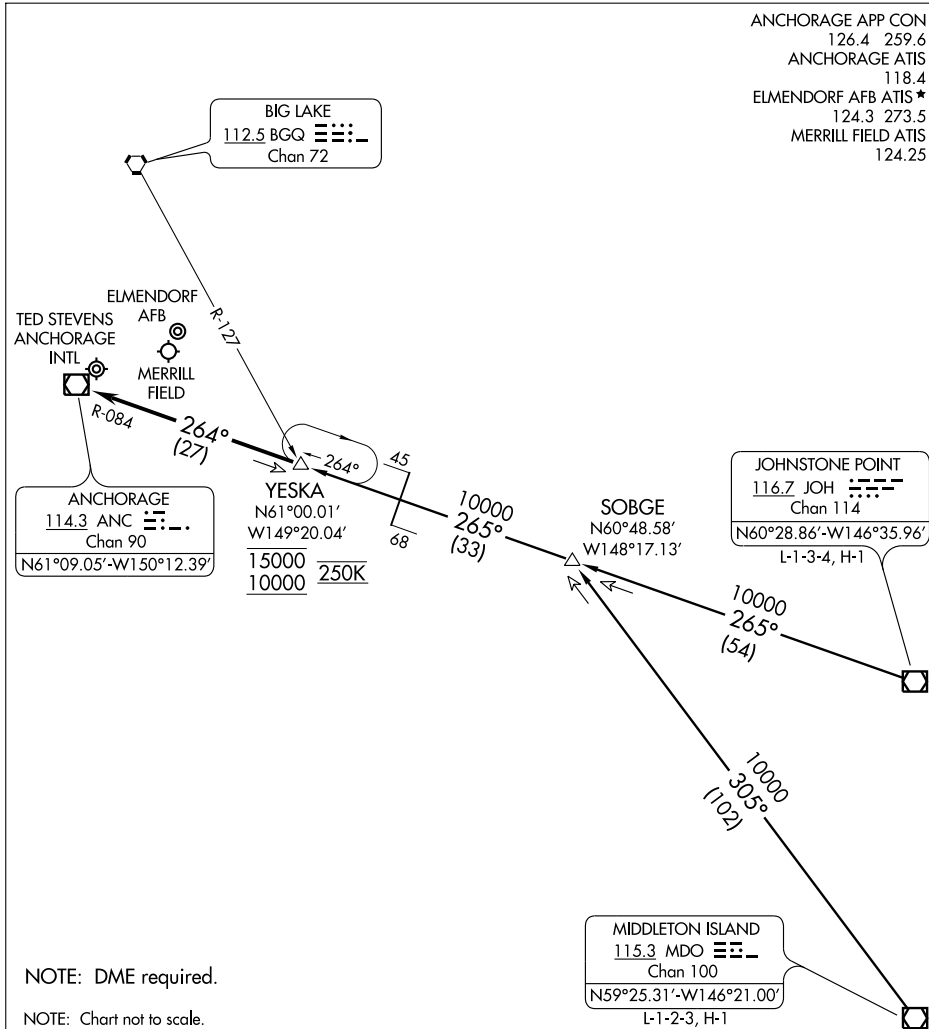 ANCHORAGE APP CON
126.4 259.6
ANCHORAGE ATIS
118.4
ELMENDORF AFB ATIS ★
124.3 273.5
MERRILL FIELD ATIS
124.25
BIG LAKE
112.5 BGQ
Chan 72
R-127
ELMENDORF
AFB
TED STEVENS
ANCHORAGE
INTL
MERRILL
FIELD
R-084
264°
(27)
264°
45
68
YESKA
N61°00.01′
W149°20.04′
15000
10000
250K
ANCHORAGE
114.3 ANC
Chan 90
N61°09.05′-W150°12.39′
10000
265°
(33)
SOBGE
N60°48.58′
W148°17.13′
JOHNSTONE POINT
116.7 JOH
Chan 114
N60°28.86′-W146°35.96′
L-1-3-4, H-1
10000
265°
(54)
10000
305°
(102)
MIDDLETON ISLAND
115.3 MDO
Chan 100
N59°25.31′-W146°21.00′
L-1-2-3, H-1
NOTE: DME required.
NOTE: Chart not to scale.